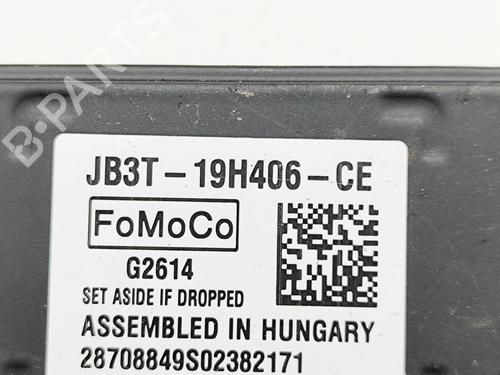 B-PARTS
JB3T-19H406-CE
FoMoCo
G2614
SET ASIDE IF DROPPED
ASSEMBLED IN HUNGARY
28708849S02382171